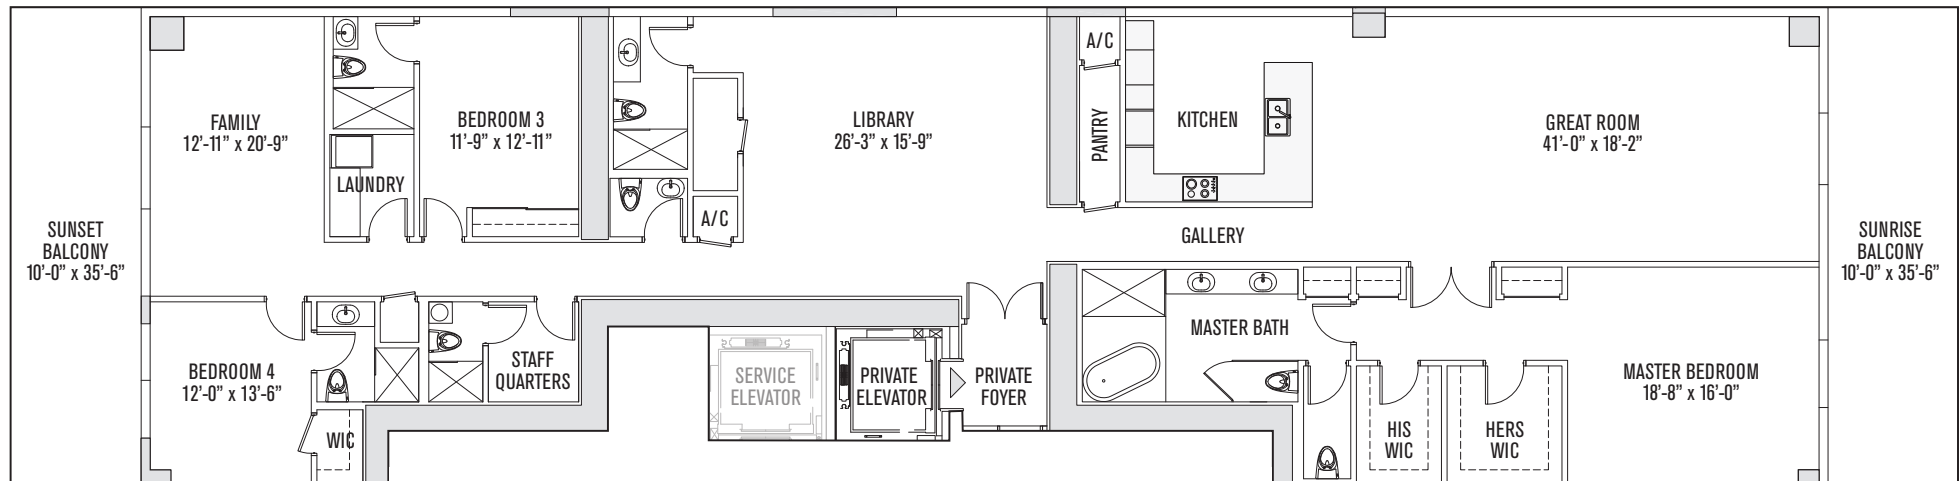 SUNSET
BALCONY
10'-0” x 35'-6”
FAMILY
12'-11” x 20'-9”
LAUNDRY
BEDROOM 3
11'-9” x 12'-11”
A/C
LIBRARY
26'-3” x 15'-9”
A/C
PANTRY
KITCHEN
GALLERY
GREAT ROOM
41'-0” x 18'-2”
SUNRISE
BALCONY
10'-0” x 35'-6”
BEDROOM 4
12'-0” x 13'-6”
WIC
STAFF
QUARTERS
SERVICE
ELEVATOR
PRIVATE
ELEVATOR
PRIVATE
FOYER
MASTER BATH
HIS
WIC
HERS
WIC
MASTER BEDROOM
18'-8” x 16'-0”